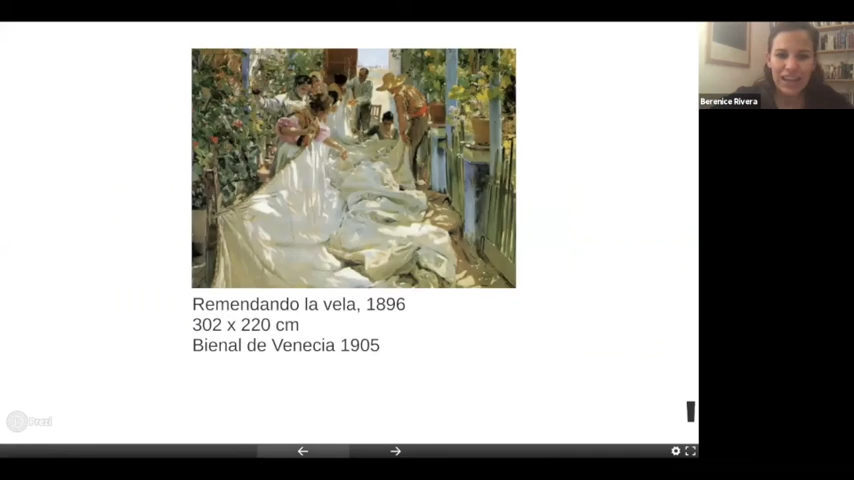 Berenice Rivera
Remendando la vela, 1896
302 x 220 cm
Bienal de Venecia 1905
Prezi